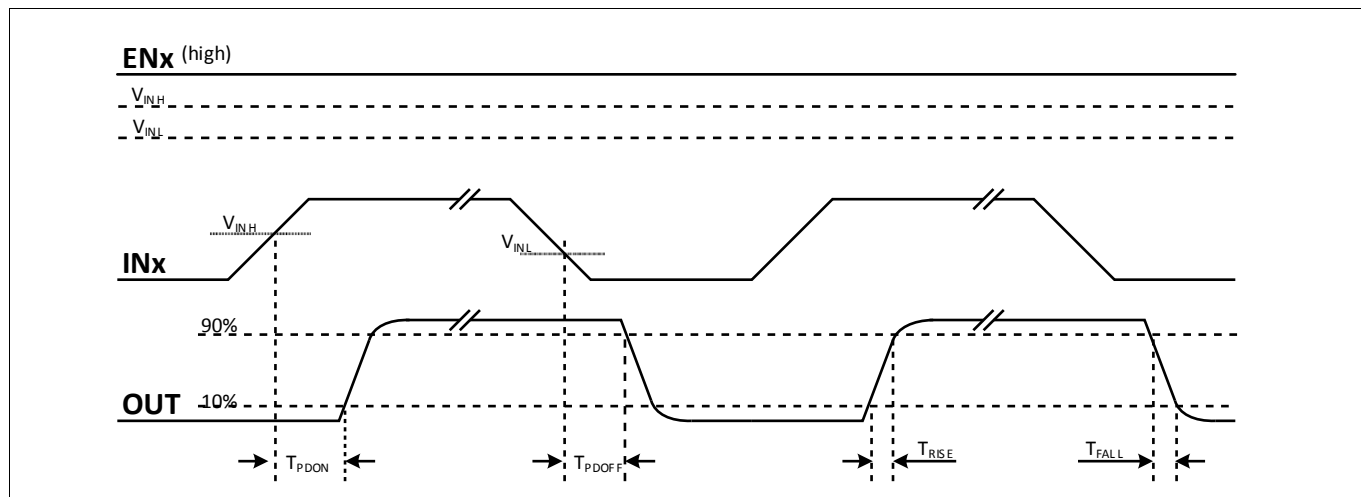 ENx (high)
VINH
VINL
VINH
VINL
INx
90%
OUT 10%
TPDON TPDOFF TRISE TFALL